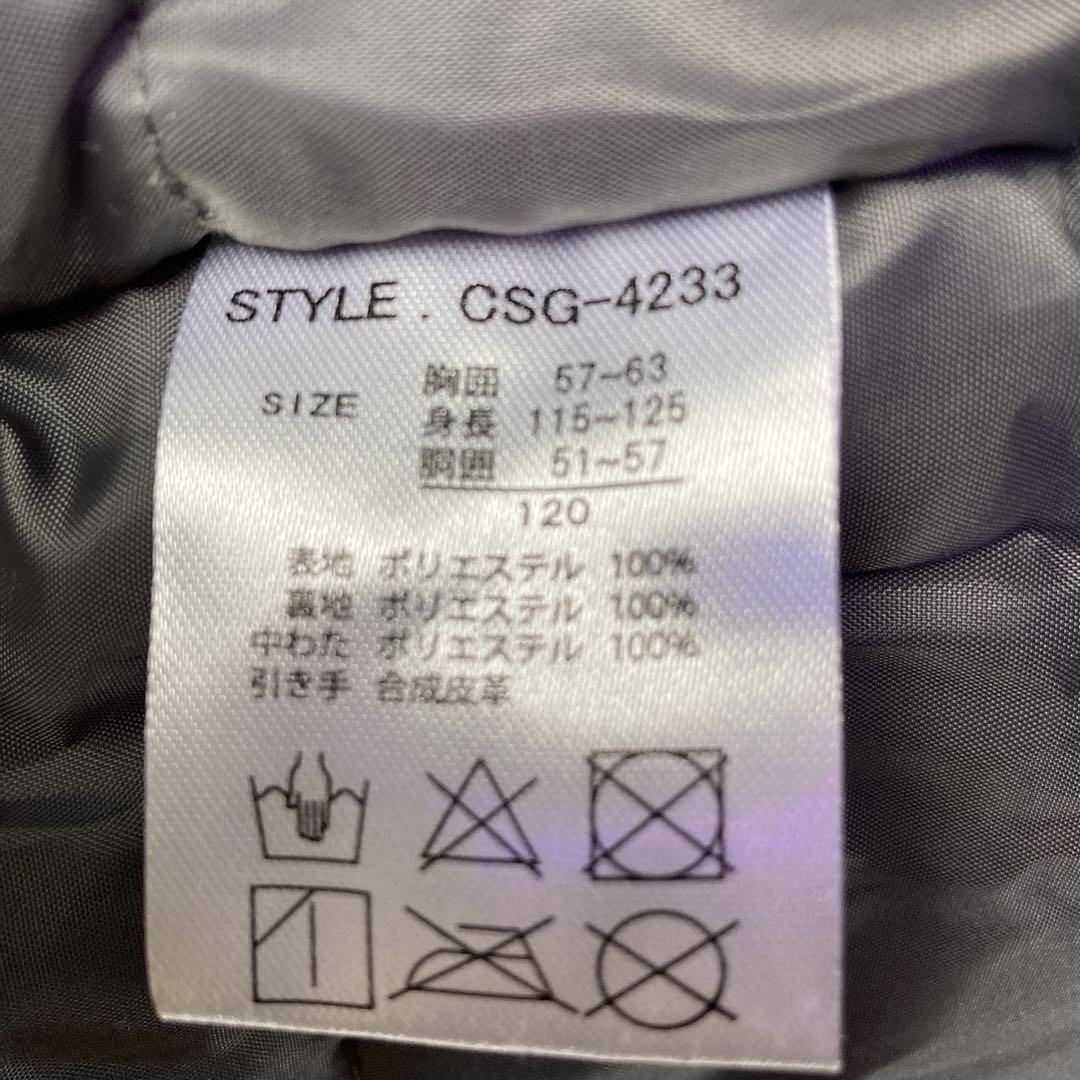 STYLE . CSG-4233
SIZE
胸囲 57~63
身長 115~125
胴囲 51~57
120
表地 ポリエステル 100%
裏地 ポリエステル 100%
中わた ポリエステル 100%
引き手 合成皮革